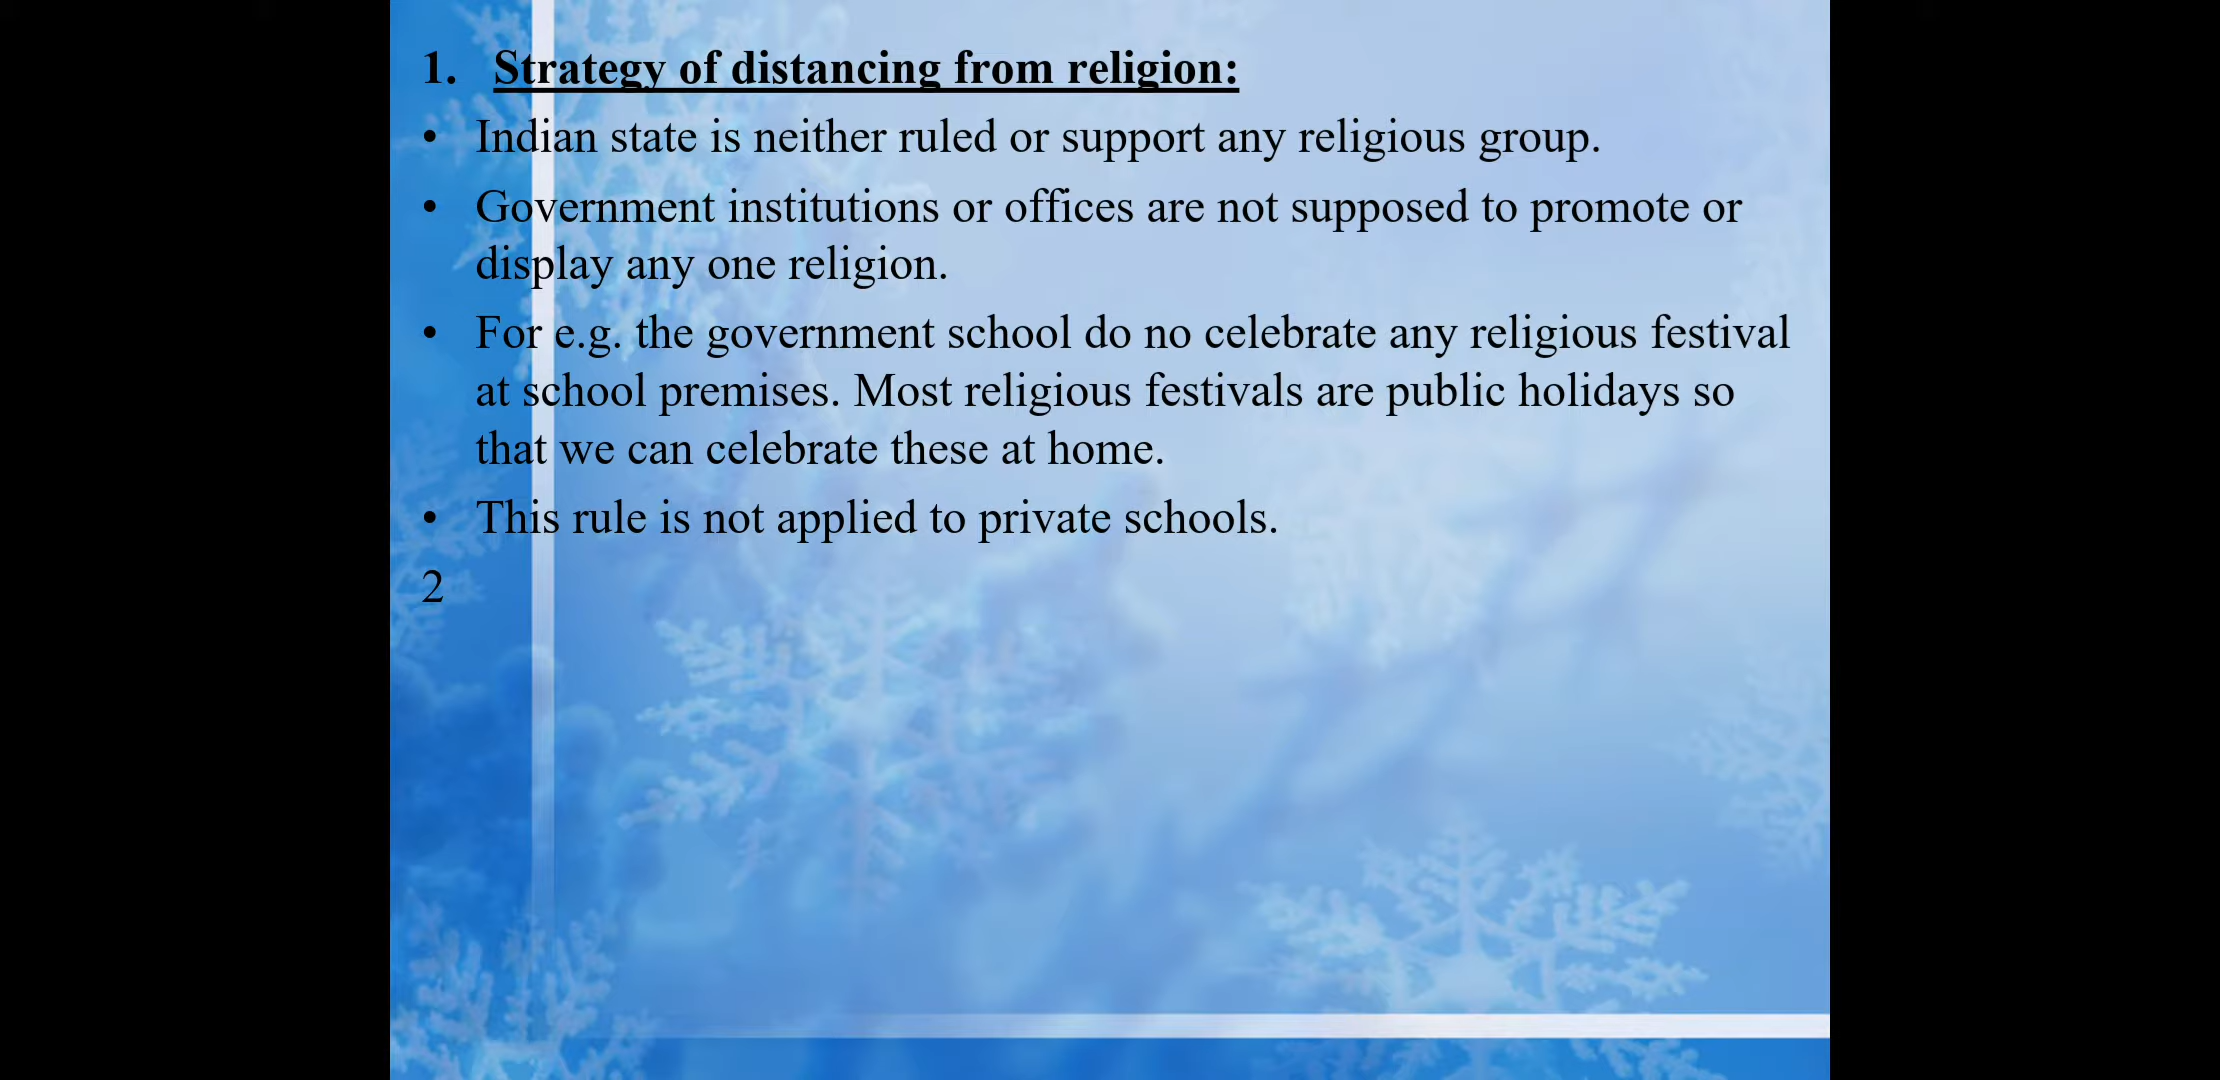 1. Strategy of distancing from religion:
• Indian state is neither ruled or support any religious group.
• Government institutions or offices are not supposed to promote or
display any one religion.
• For e.g. the government school do no celebrate any religious festival
at school premises. Most religious festivals are public holidays so
that we can celebrate these at home.
• This rule is not applied to private schools.
2